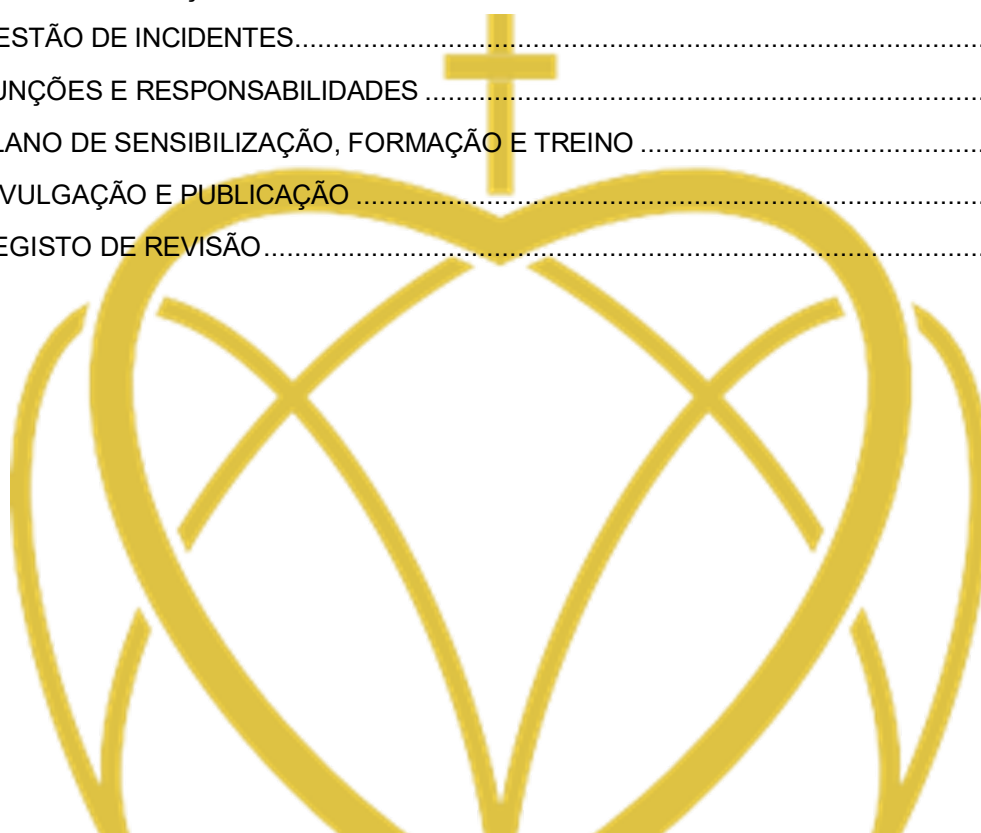 ESTÃO DE INCIDENTES..........................................................................................
UNÇÕES E RESPONSABILIDADES ..........................................................................
LANO DE SENSIBILIZAÇÃO, FORMAÇÃO E TREINO .............................................
VULGAÇÃO E PUBLICAÇÃO ...................................................................................
EGISTO DE REVISÃO..............................................................................................